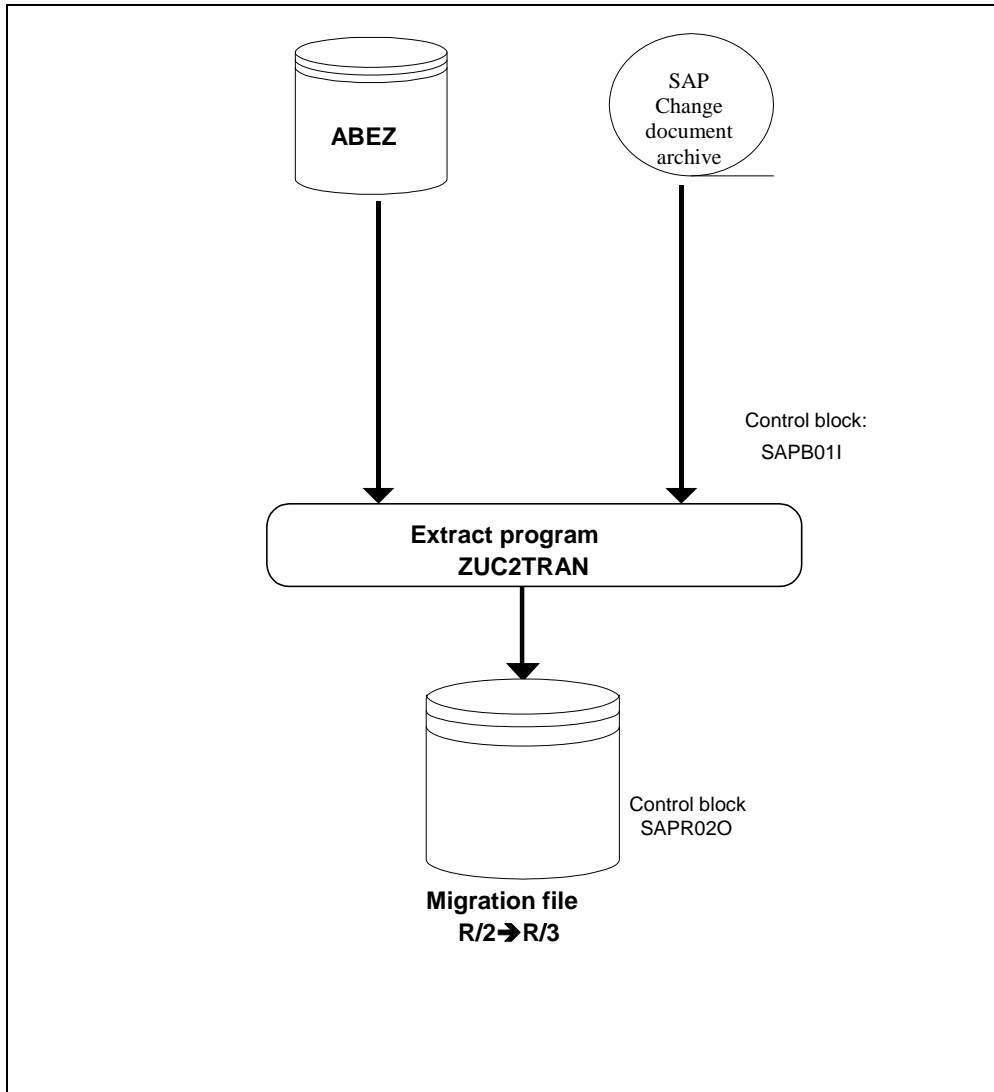 ABEZ
SAP
Change
document
archive
Control block:
SAPB01I
Extract program
ZUC2TRAN
Control block
SAPR02O
Migration file
R/2➔R/3